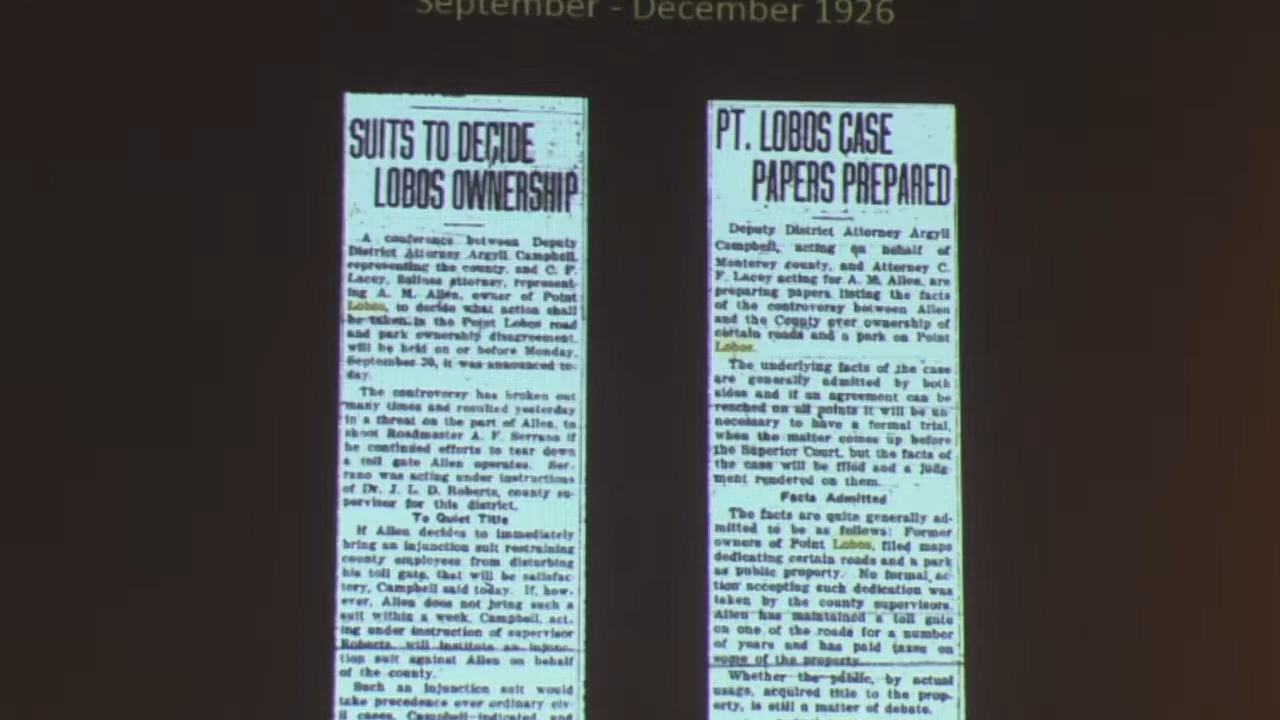 September - December 1926
SUITS TO DECIDE
LOBOS OWNERSHIP
A conference between Deputy
District Attorney Argyll Campbell,
representing the county, and C. F.
Lacey, Salinas attorney, represent-
ing A. M. Allen, owner of Point
Lobos, to decide what action shall
be taken in the Point Lobos road
and park ownership disagreement,
will be held on or before Monday,
September 20, it was announced to-
day.
The controversy has broken out
many times and resulted yesterday
in a threat on the part of Allen, to
shoot Roadmaster A. F. Serrano if
he continued efforts to tear down
a toll gate Allen operates. Ser-
rano was acting under instructions
of Dr. J. L. D. Roberts, county su-
pervisor for this district.
To Quiet Title
If Allen decides to immediately
bring an injunction suit restraining
county employees from disturbing
his toll gate, that will be satisfac-
tory, Campbell said today. If, how-
ever, Allen does not bring such a
suit within a week, Campbell, act-
ing under instruction of supervisor
Roberts, will institute an injunc-
tion suit against Allen on behalf
of the county.
Such an injunction suit would
take precedence over ordinary civ-
il cases, Campbell indicated, and
PT. LOBOS CASE
PAPERS PREPARED
Deputy District Attorney Argyll
Campbell, acting on behalf of
Monterey county, and Attorney C.
F. Lacey acting for A. M. Allen, are
preparing papers listing the facts
of the controversy between Allen
and the County over ownership of
certain roads and a park on Point
Lobos.
The underlying facts of the case
are generally admitted by both
sides and if an agreement can be
reached on all points it will be un-
necessary to have a formal trial,
when the matter comes up before
the Superior Court, but the facts of
the case will be filed and a judg-
ment rendered on them.
Facts Admitted
The facts are quite generally ad-
mitted to be as follows: Former
owners of Point Lobos, filed maps
dedicating certain roads and a park
as public property. No formal ac-
tion accepting such dedication was
taken by the county supervisors.
Allen has maintained a toll gate
on one of the roads for a number
of years and has paid taxes on
some of the property.
Whether the public, by actual
usage, acquired title to the prop-
erty, is still a matter of debate.